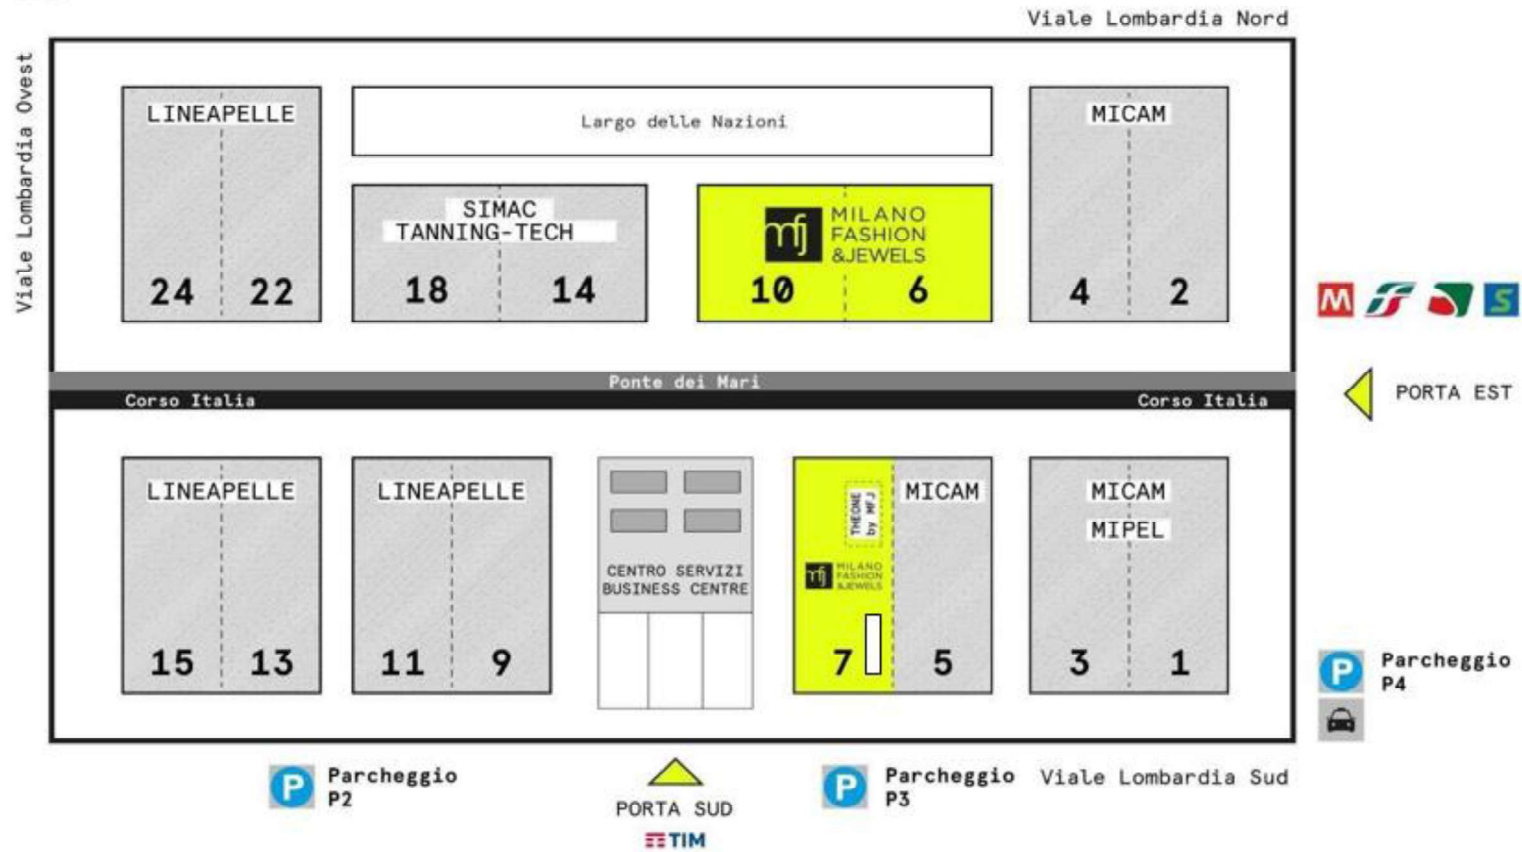 Viale Lombardia Nord
Viale Lombardia Ovest
LINEAPELLE
24 22
Largo delle Nazioni
SIMAC
TANNING-TECH
18 14
mfj MILANO
FASHION
&JEWELS
10 6
MICAM
4 2
M S
Ponte dei Mari
Corso Italia
Corso Italia
PORTA EST
LINEAPELLE
15 13
LINEAPELLE
11 9
CENTRO SERVIZI
BUSINESS CENTRE
THEONE
by MFJ
mfj MILANO
FASHION
&JEWELS
7
MICAM
5
MICAM
MIPEL
3 1
P Parcheggio
P4
P Parcheggio
P2
PORTA SUD
TIM
P Parcheggio
P3
Viale Lombardia Sud